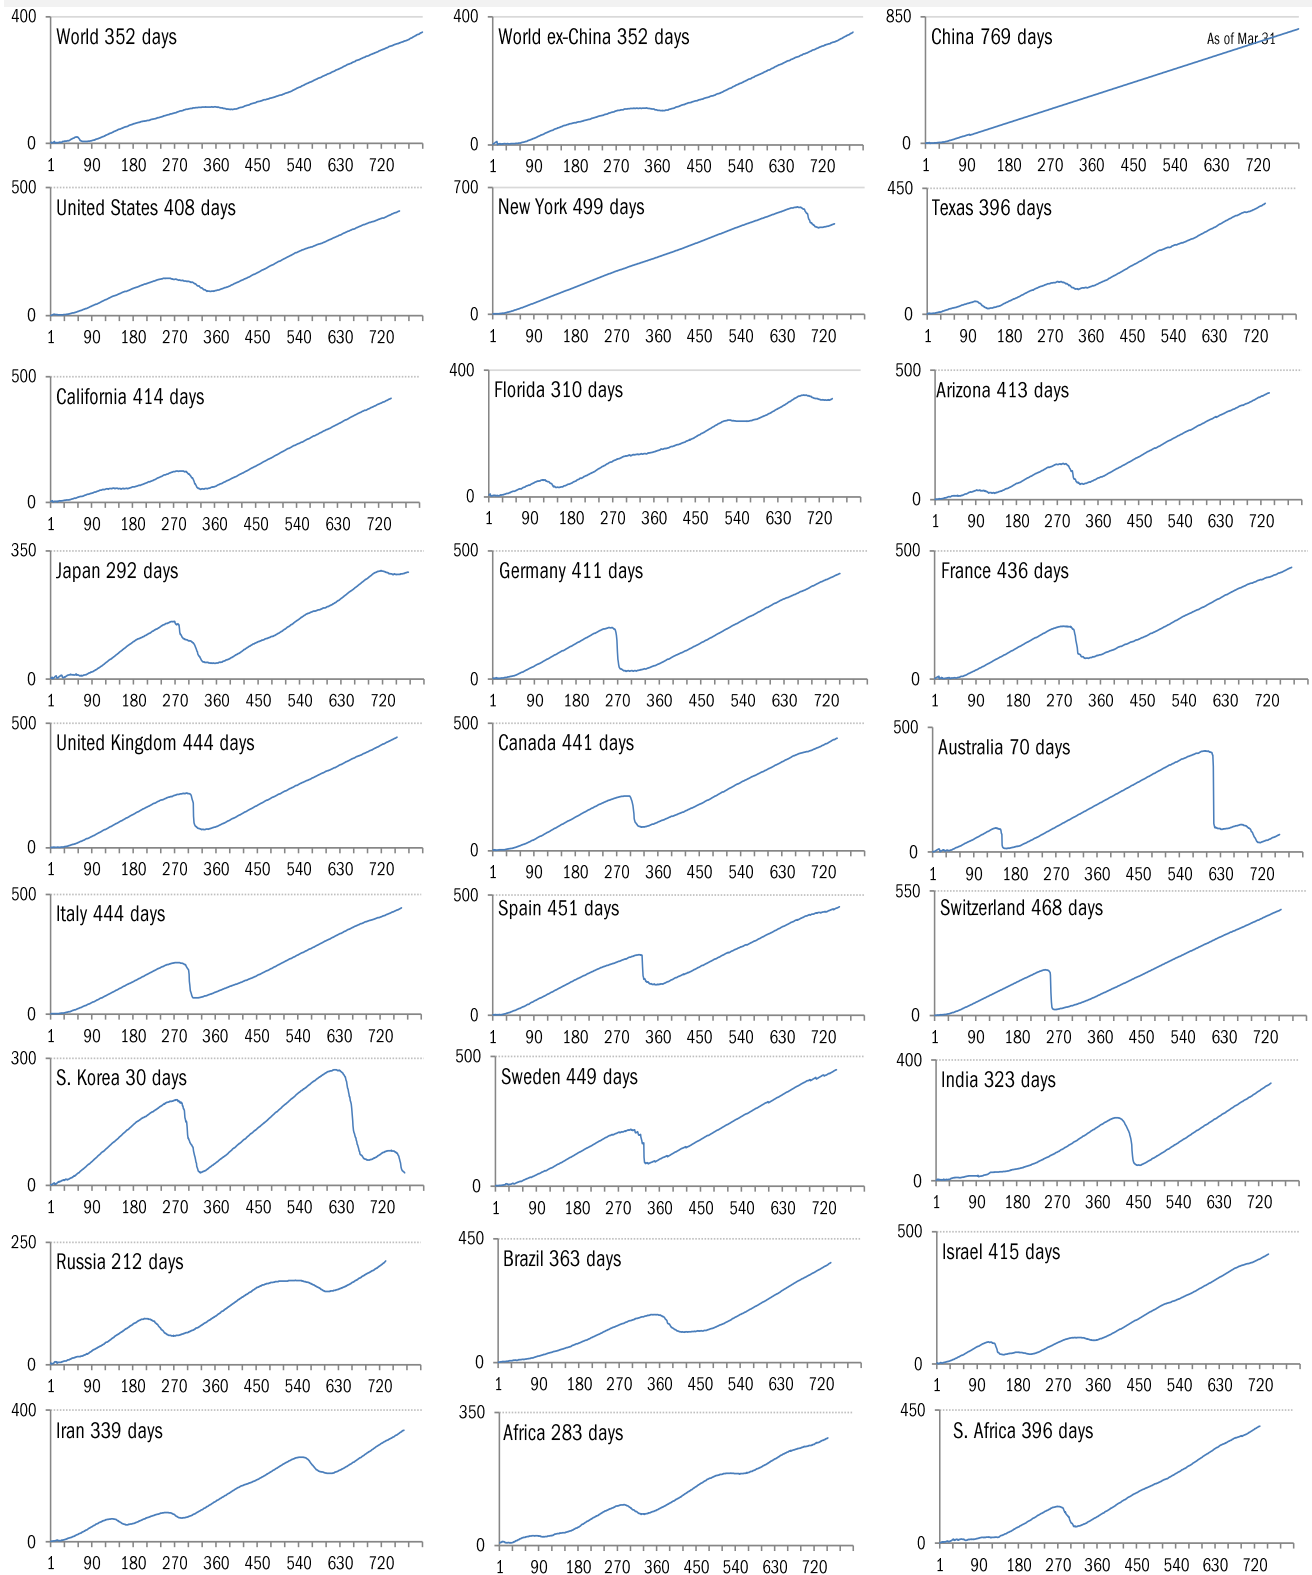 400
World 352 days
0
1 90 180 270 360 450 540 630 720
400
World ex-China 352 days
0
1 90 180 270 360 450 540 630 720
850
China 769 days
As of Mar 31
0
1 90 180 270 360 450 540 630 720
500
United States 408 days
0
1 90 180 270 360 450 540 630 720
700
New York 499 days
0
1 90 180 270 360 450 540 630 720
450
Texas 396 days
0
1 90 180 270 360 450 540 630 720
500
California 414 days
0
1 90 180 270 360 450 540 630 720
400
Florida 310 days
0
1 90 180 270 360 450 540 630 720
500
Arizona 413 days
0
1 90 180 270 360 450 540 630 720
350
Japan 292 days
0
1 90 180 270 360 450 540 630 720
500
Germany 411 days
0
1 90 180 270 360 450 540 630 720
500
France 436 days
0
1 90 180 270 360 450 540 630 720
500
United Kingdom 444 days
0
1 90 180 270 360 450 540 630 720
500
Canada 441 days
0
1 90 180 270 360 450 540 630 720
500
Australia 70 days
0
1 90 180 270 360 450 540 630 720
500
Italy 444 days
0
1 90 180 270 360 450 540 630 720
500
Spain 451 days
0
1 90 180 270 360 450 540 630 720
550
Switzerland 468 days
0
1 90 180 270 360 450 540 630 720
300
S. Korea 30 days
0
1 90 180 270 360 450 540 630 720
500
Sweden 449 days
0
1 90 180 270 360 450 540 630 720
400
India 323 days
0
1 90 180 270 360 450 540 630 720
250
Russia 212 days
0
1 90 180 270 360 450 540 630 720
450
Brazil 363 days
0
1 90 180 270 360 450 540 630 720
500
Israel 415 days
0
1 90 180 270 360 450 540 630 720
400
Iran 339 days
0
1 90 180 270 360 450 540 630 720
350
Africa 283 days
0
1 90 180 270 360 450 540 630 720
450
S. Africa 396 days
0
1 90 180 270 360 450 540 630 720